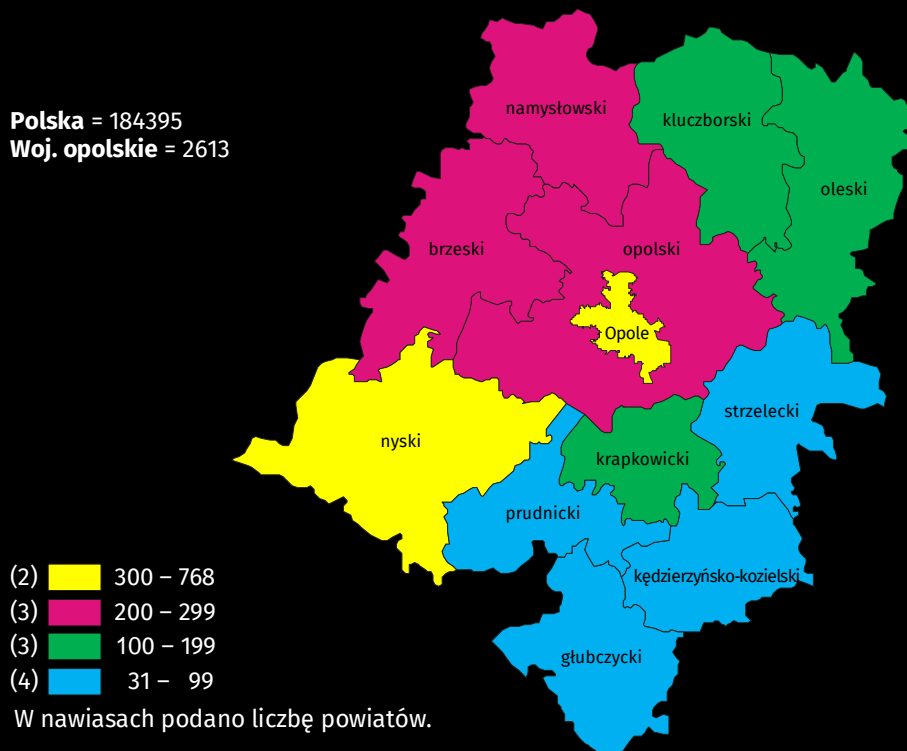 Polska = 184395
Woj. opolskie = 2613
namysłowski
kluczborski
oleski
brzeski
opolski
Opole
strzelecki
nyski
krapkowicki
prudnicki
kędzierzyńsko-kozielski
głubczycki
(2) 300 – 768
(3) 200 – 299
(3) 100 – 199
(4) 31 – 99
W nawiasach podano liczbę powiatów.